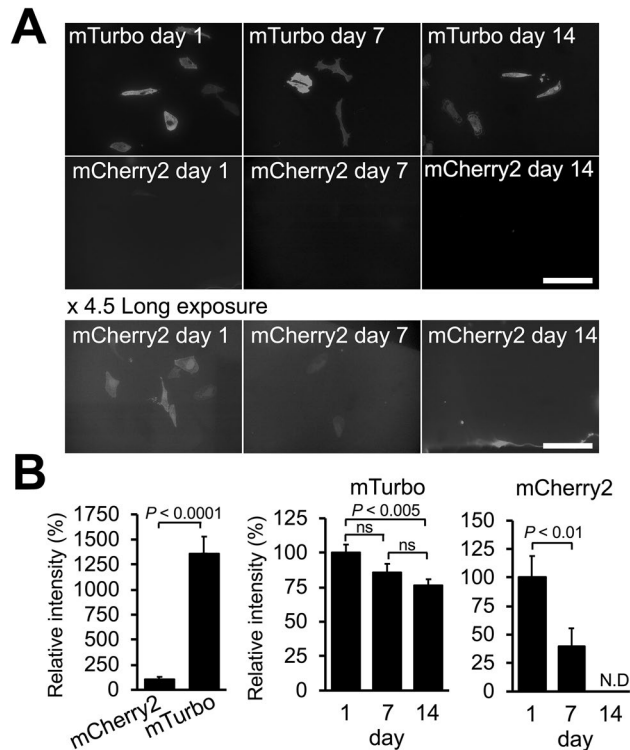 A
mTurbo day 1 mTurbo day 7 mTurbo day 14
mCherry2 day 1 mCherry2 day 7 mCherry2 day 14
x 4.5 Long exposure
mCherry2 day 1 mCherry2 day 7 mCherry2 day 14
B
Relative intensity (%)
1750
1500
1250
1000
750
500
250
0
P < 0.0001
mCherry2 mTurbo
mTurbo
Relative intensity (%)
125
100
75
50
25
0
P < 0.005
ns
ns
1 7 14
day
mCherry2
150
125
100
75
50
25
0
P < 0.01
N.D
1 7 14
day